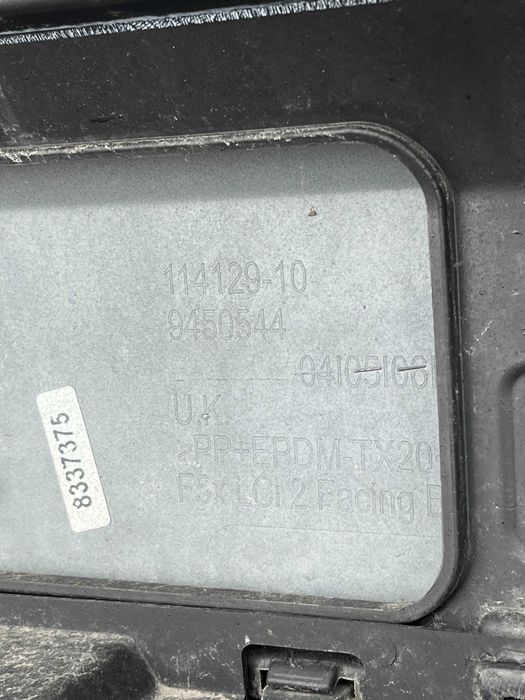 114129-10
9450544
04I05I06
U.K.
>PP+EPDM TX20
F5x LCI 2 Facing
8337375